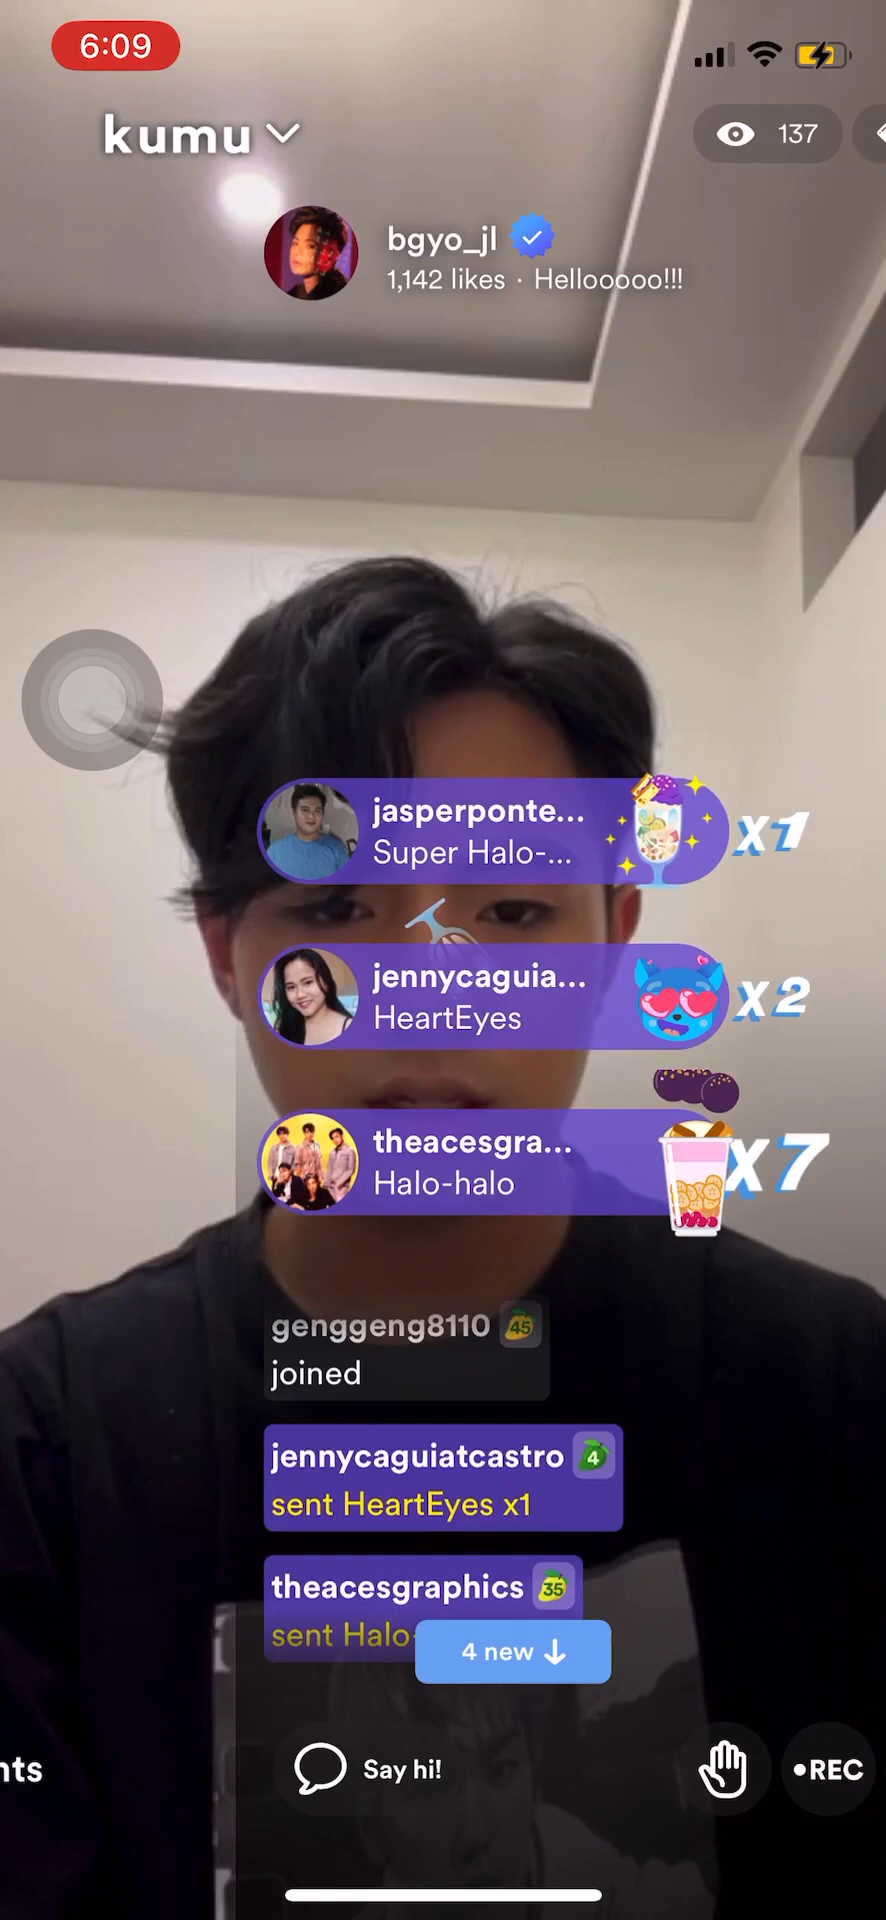 6:09
kumu
137
bgyo_jl
1,142 likes · Hellooooo!!!
jasperponte...
Super Halo-...
x1
jennycaguia...
HeartEyes
x2
theacesgra...
Halo-halo
x7
genggeng8110 45
joined
jennycaguiatcastro 4
sent HeartEyes x1
theacesgraphics 35
sent Halo-
4 new
nts
Say hi!
REC